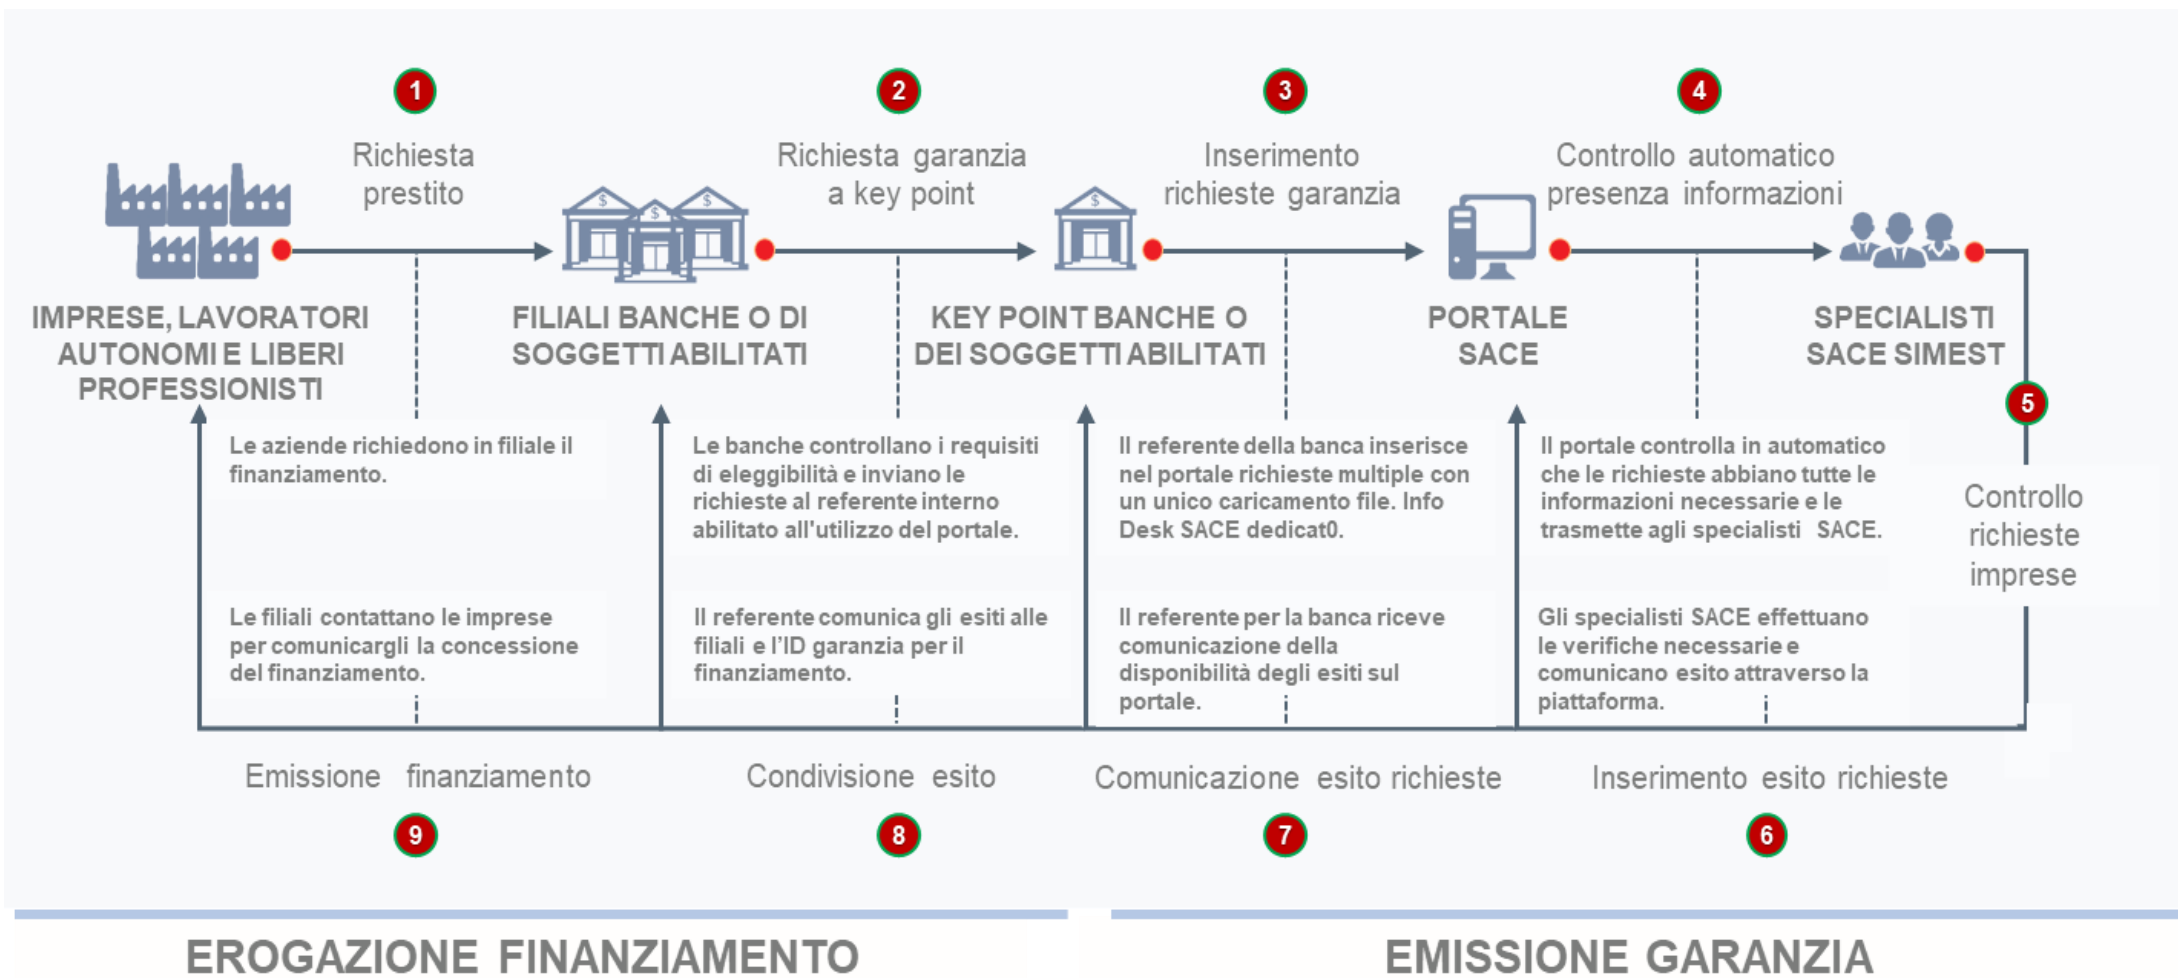 1
Richiesta
prestito
2
Richiesta garanzia
a key point
3
Inserimento
richieste garanzia
4
Controllo automatico
presenza informazioni
$
$
$
$
IMPRESE, LAVORATORI
AUTONOMI E LIBERI
PROFESSIONISTI
FILIALI BANCHE O DI
SOGGETTI ABILITATI
KEY POINT BANCHE O
DEI SOGGETTI ABILITATI
PORTALE
SACE
SPECIALISTI
SACE SIMEST
5
Controllo
richieste
imprese
Le aziende richiedono in filiale il
finanziamento.
Le banche controllano i requisiti
di eleggibilità e inviano le
richieste al referente interno
abilitato all'utilizzo del portale.
Il referente della banca inserisce
nel portale richieste multiple con
un unico caricamento file. Info
Desk SACE dedicat0.
Il portale controlla in automatico
che le richieste abbiano tutte le
informazioni necessarie e le
trasmette agli specialisti SACE.
Le filiali contattano le imprese
per comunicargli la concessione
del finanziamento.
Il referente comunica gli esiti alle
filiali e l’ID garanzia per il
finanziamento.
Il referente per la banca riceve
comunicazione della
disponibilità degli esiti sul
portale.
Gli specialisti SACE effettuano
le verifiche necessarie e
comunicano esito attraverso la
piattaforma.
Emissione finanziamento
9
Condivisione esito
8
Comunicazione esito richieste
7
Inserimento esito richieste
6
EROGAZIONE FINANZIAMENTO
EMISSIONE GARANZIA